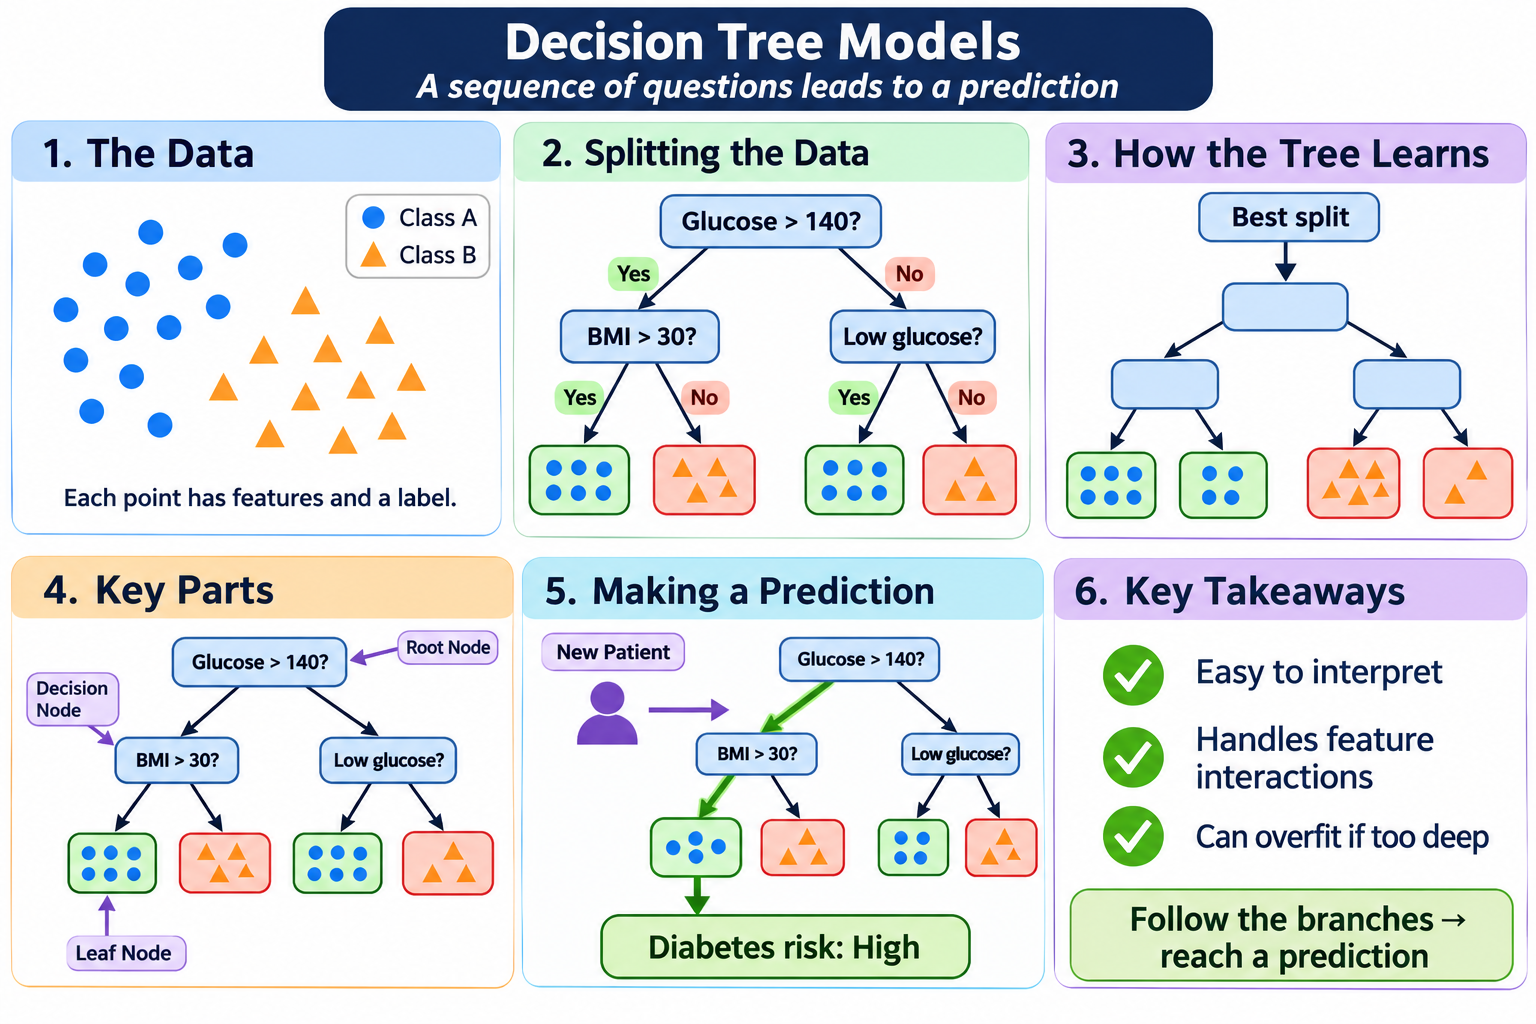 Decision Tree Models
A sequence of questions leads to a prediction
1. The Data
Class A
Class B
Each point has features and a label.
2. Splitting the Data
Glucose > 140?
Yes
No
BMI > 30?
Low glucose?
Yes
No
Yes
No
3. How the Tree Learns
Best split
4. Key Parts
Glucose > 140?
Root Node
Decision
Node
BMI > 30?
Low glucose?
Leaf Node
5. Making a Prediction
New Patient
Glucose > 140?
BMI > 30?
Low glucose?
Diabetes risk: High
6. Key Takeaways
Easy to interpret
Handles feature
interactions
Can overfit if too deep
Follow the branches →
reach a prediction